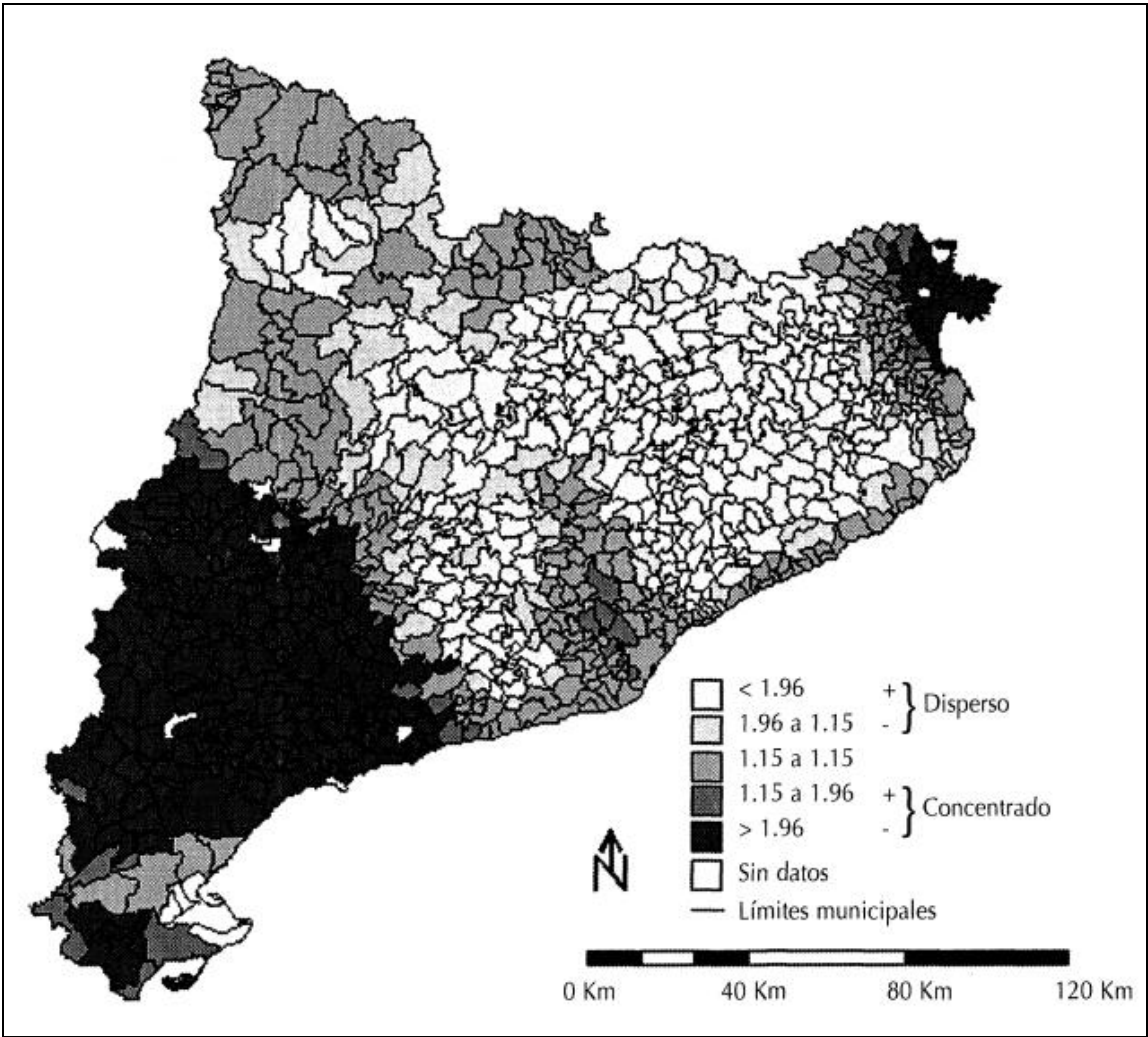 < 1.96 +
1.96 a 1.15 -
} Disperso
1.15 a 1.15
1.15 a 1.96 +
> 1.96 -
} Concentrado
Sin datos
Límites municipales
N
0 Km 40 Km 80 Km 120 Km